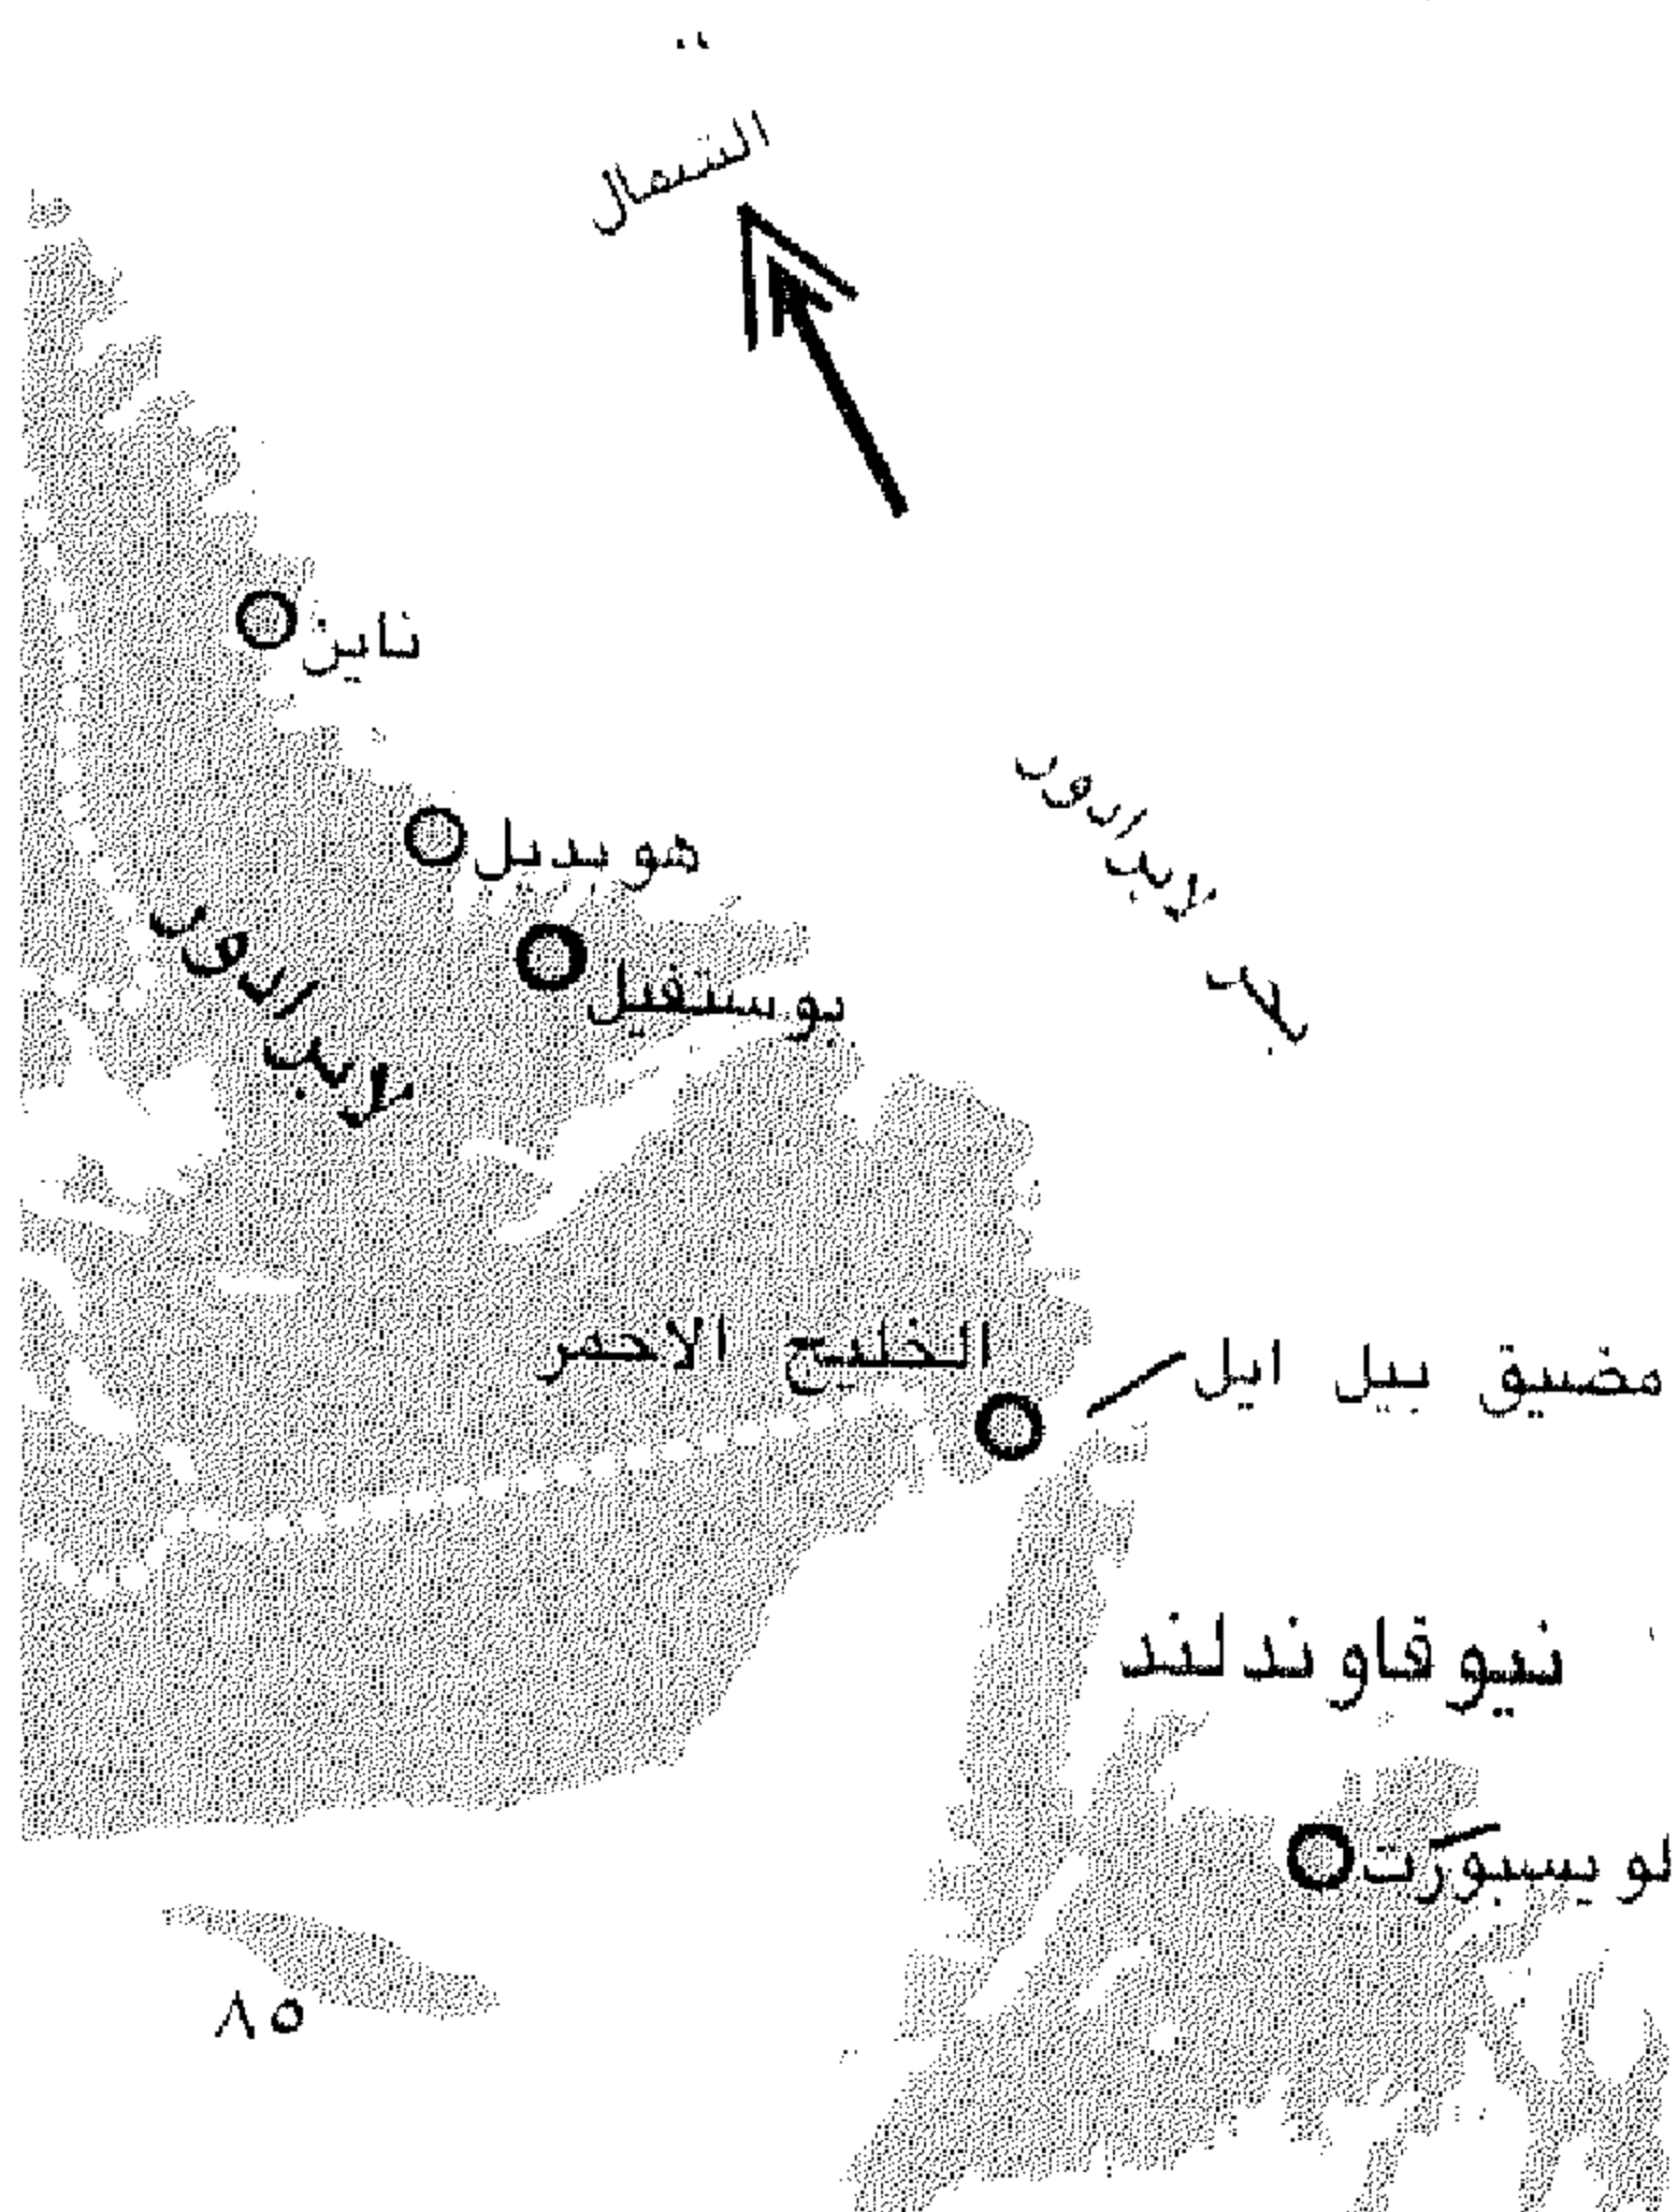 الشمال
ناين
هوبديل
بحر لابرادور
بوستفيل
لابرادور
الخليج الاحمر
مضيق بيل ايل
نيوفاوندلند
لويسبورت
٨٥